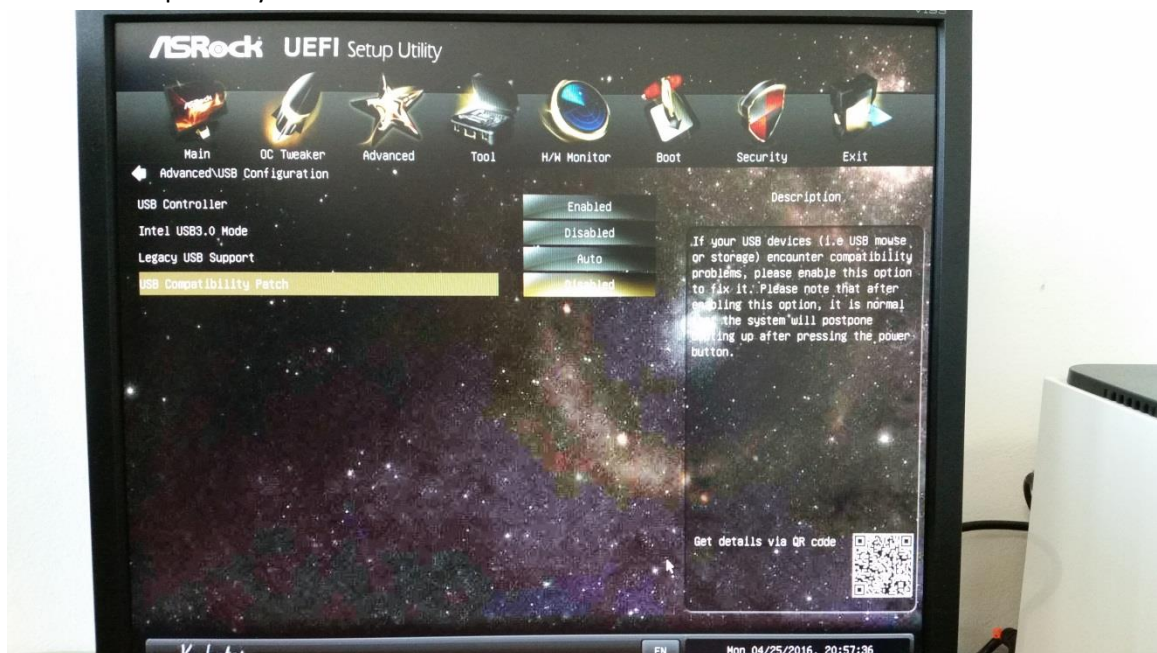 ASRock UEFI Setup Utility
Main OC Tweaker Advanced Tool H/W Monitor Boot Security Exit
Advanced\USB Configuration
USB Controller Enabled
Intel USB3.0 Mode Disabled
Legacy USB Support Auto
USB Compatibility Patch Disabled
Description
If your USB devices (i.e USB mouse
or storage) encounter compatibility
problems, please enable this option
to fix it. Please note that after
enabling this option, it is normal
the system will postpone
up after pressing the power
button.
Get details via QR code
EN Mon 04/25/2016, 20:57:36